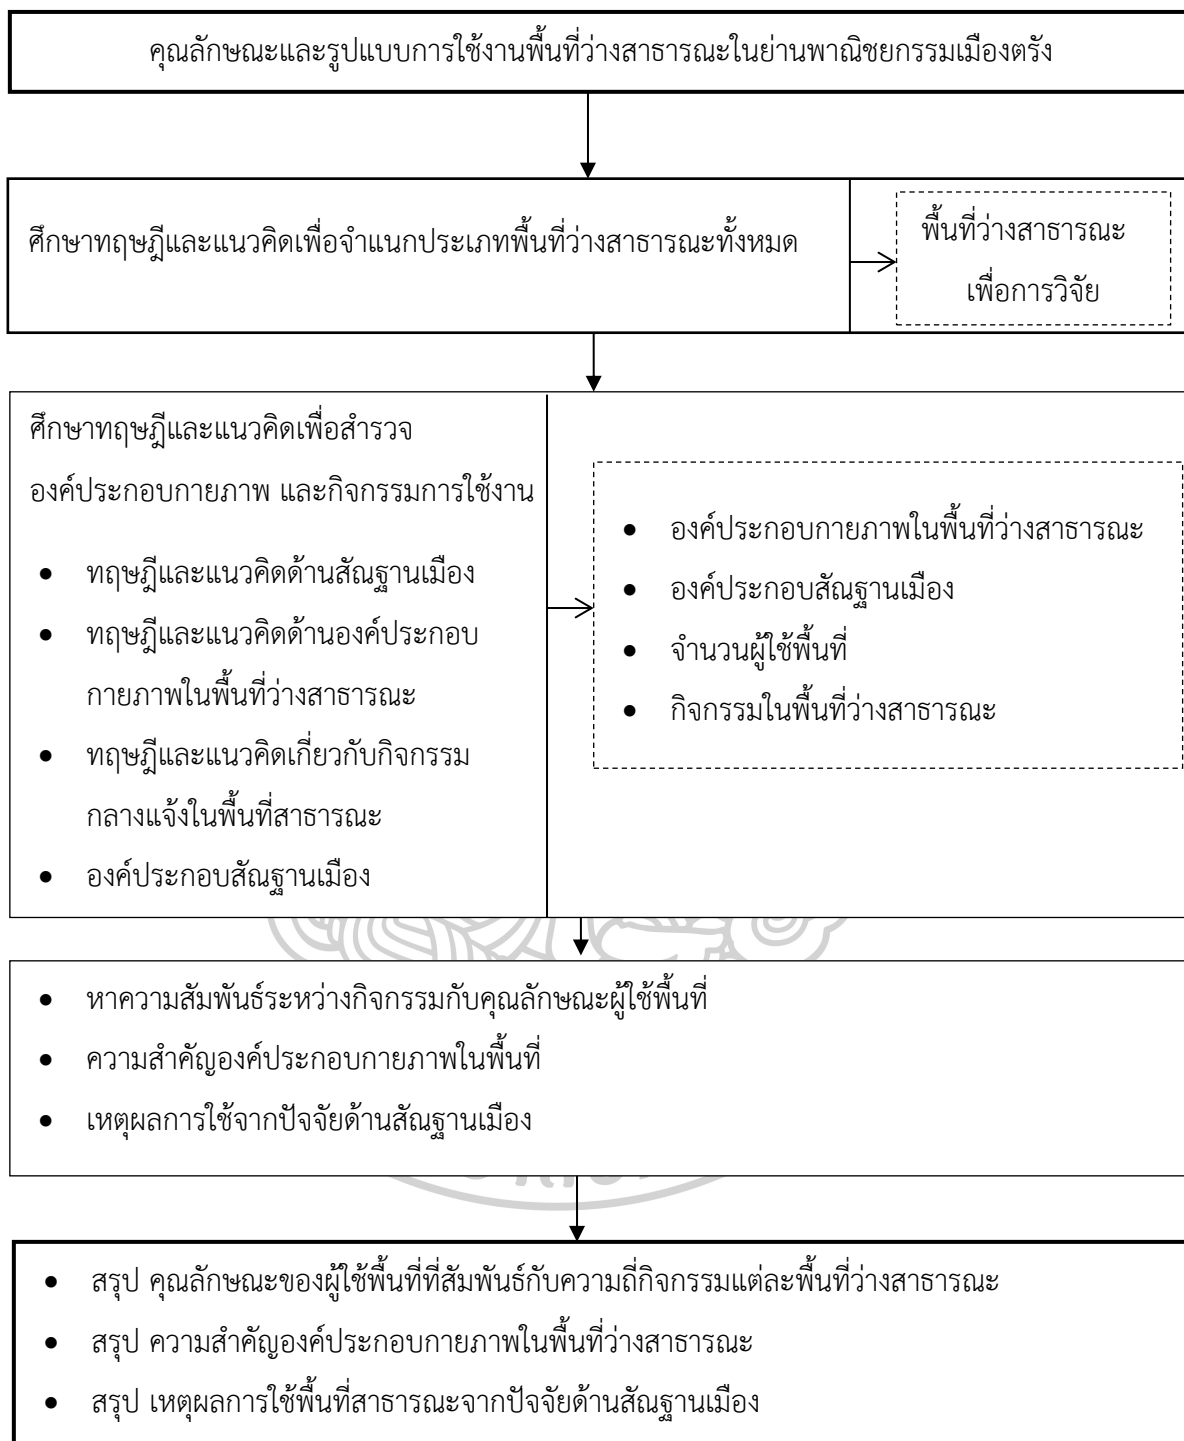 คุณลักษณะและรูปแบบการใช้งานพื้นที่ว่างสาธารณะในย่านพาณิชยกรรมเมืองตรัง
ศึกษาทฤษฎีและแนวคิดเพื่อจำแนกประเภทพื้นที่ว่างสาธารณะทั้งหมด
พื้นที่ว่างสาธารณะ
เพื่อการวิจัย
ศึกษาทฤษฎีและแนวคิดเพื่อสำรวจ
องค์ประกอบกายภาพ และกิจกรรมการใช้งาน
• ทฤษฎีและแนวคิดด้านสัณฐานเมือง
• ทฤษฎีและแนวคิดด้านองค์ประกอบ
กายภาพในพื้นที่ว่างสาธารณะ
• ทฤษฎีและแนวคิดเกี่ยวกับกิจกรรม
กลางแจ้งในพื้นที่สาธารณะ
• องค์ประกอบสัณฐานเมือง
• องค์ประกอบกายภาพในพื้นที่ว่างสาธารณะ
• องค์ประกอบสัณฐานเมือง
• จำนวนผู้ใช้พื้นที่
• กิจกรรมในพื้นที่ว่างสาธารณะ
• หาความสัมพันธ์ระหว่างกิจกรรมกับคุณลักษณะผู้ใช้พื้นที่
• ความสำคัญองค์ประกอบกายภาพในพื้นที่
• เหตุผลการใช้จากปัจจัยด้านสัณฐานเมือง
• สรุป คุณลักษณะของผู้ใช้พื้นที่ที่สัมพันธ์กับความถี่กิจกรรมแต่ละพื้นที่ว่างสาธารณะ
• สรุป ความสำคัญองค์ประกอบกายภาพในพื้นที่ว่างสาธารณะ
• สรุป เหตุผลการใช้พื้นที่สาธารณะจากปัจจัยด้านสัณฐานเมือง